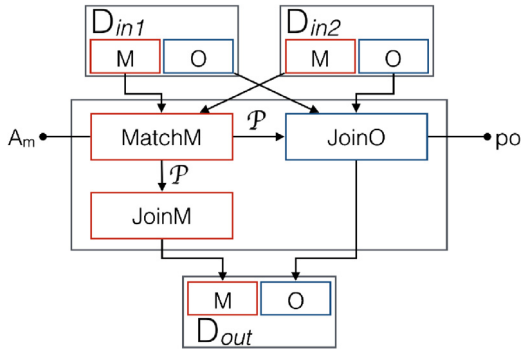 Din1 Din2
M O M O
Am MatchM 𝒫 JoinO po
𝒫
JoinM
M O
Dout